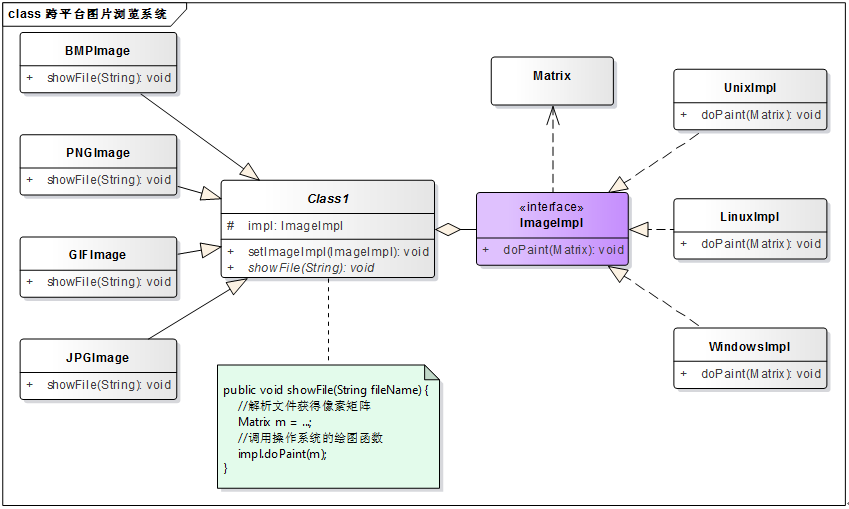 class 跨平台图片浏览系统
BMPImage
+ showFile(String): void
PNGImage
+ showFile(String): void
GIFImage
+ showFile(String): void
JPGImage
+ showFile(String): void
Class1
# impl: ImageImpl
+ setImageImpl(ImageImpl): void
+ showFile(String): void
public void showFile(String fileName) {
//解析文件获得像素矩阵
Matrix m = ...;
//调用操作系统的绘图函数
impl.doPaint(m);
}
Matrix
«interface»
ImageImpl
+ doPaint(Matrix): void
UnixImpl
+ doPaint(Matrix): void
LinuxImpl
+ doPaint(Matrix): void
WindowsImpl
+ doPaint(Matrix): void